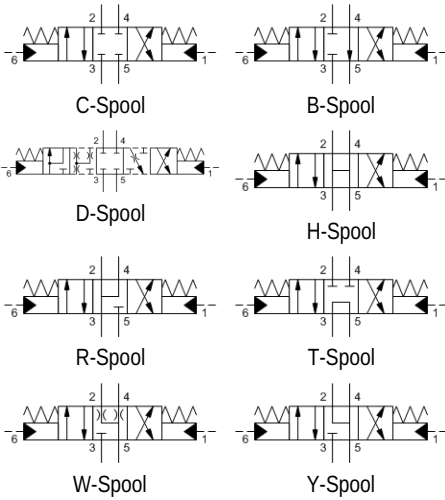 2 4 2 4
6 3 5 1 6 3 5 1
C-Spool B-Spool
2 4
6 3 5 1
D-Spool
2 4
6 3 5 1
H-Spool
2 4 2 4
6 3 5 1 6 3 5 1
R-Spool T-Spool
2 4 2 4
6 3 5 1 6 3 5 1
W-Spool Y-Spool